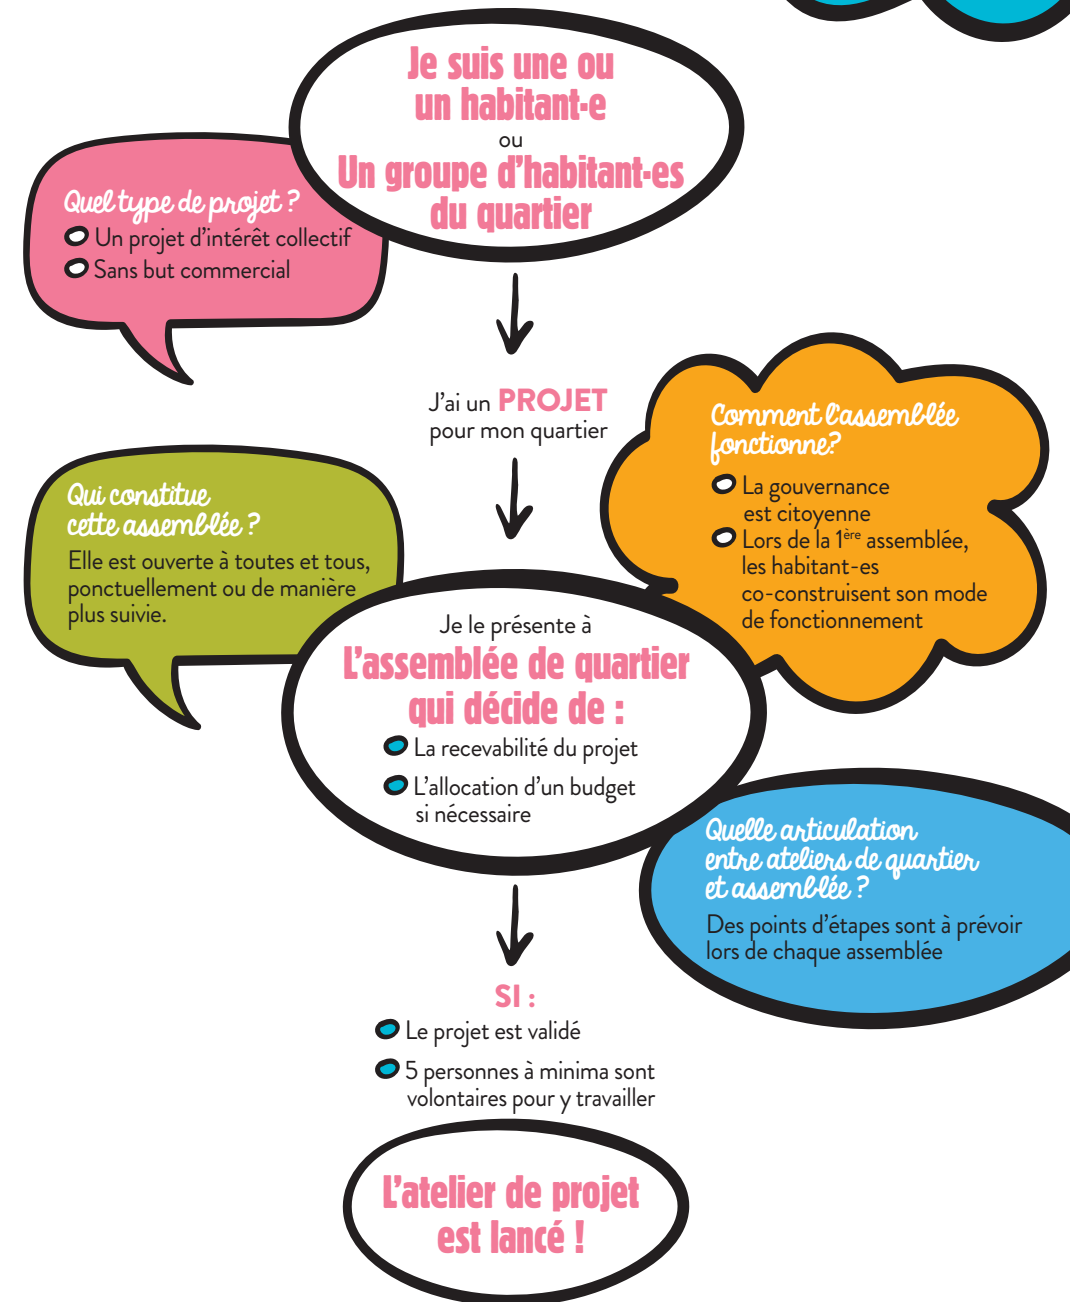 Je suis une ou
un habitant-e
ou
Un groupe d'habitant-es
du quartier
Quel type de projet ?
Un projet d'intérêt collectif
Sans but commercial
J'ai un PROJET
pour mon quartier
Comment l'assemblée
fonctionne?
La gouvernance
est citoyenne
Lors de la 1ère assemblée,
les habitant-es
co-construisent son mode
de fonctionnement
Qui constitue
cette assemblée ?
Elle est ouverte à toutes et tous,
ponctuellement ou de manière
plus suivie.
Je le présente à
L'assemblée de quartier
qui décide de :
La recevabilité du projet
L'allocation d'un budget
si nécessaire
Quelle articulation
entre ateliers de quartier
et assemblée ?
Des points d'étapes sont à prévoir
lors de chaque assemblée
SI :
Le projet est validé
5 personnes à minima sont
volontaires pour y travailler
L'atelier de projet
est lancé !